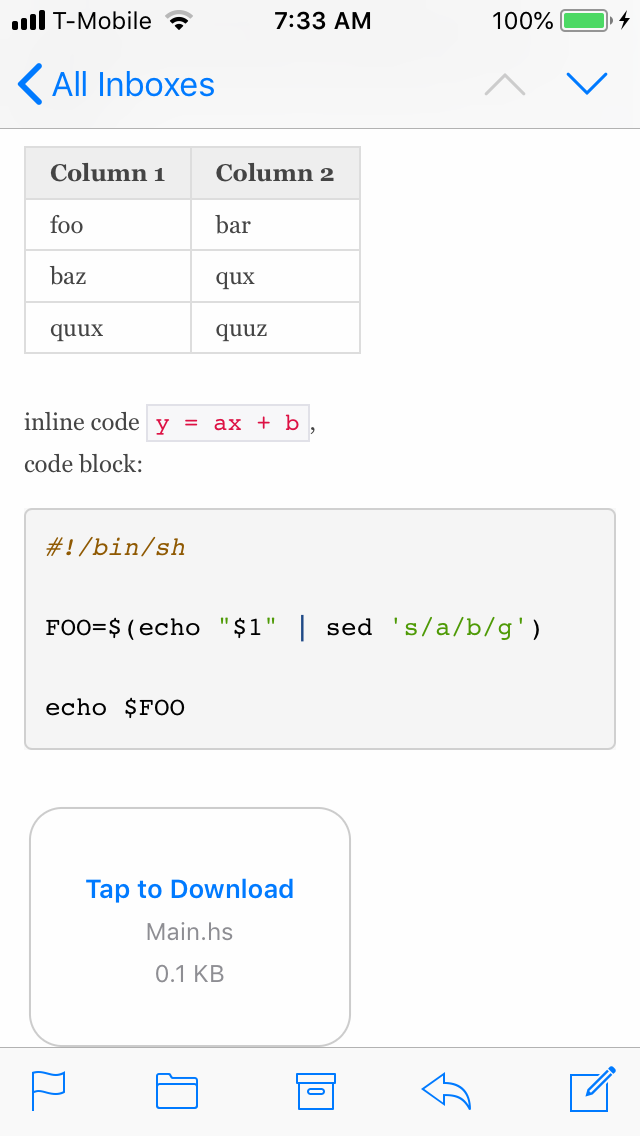 T-Mobile 7:33 AM 100%
All Inboxes
Column 1 Column 2
foo bar
baz qux
quux quuz
inline code y = ax + b,
code block:
#!/bin/sh
FOO=$(echo "$1" | sed 's/a/b/g')
echo $FOO
Tap to Download
Main.hs
0.1 KB